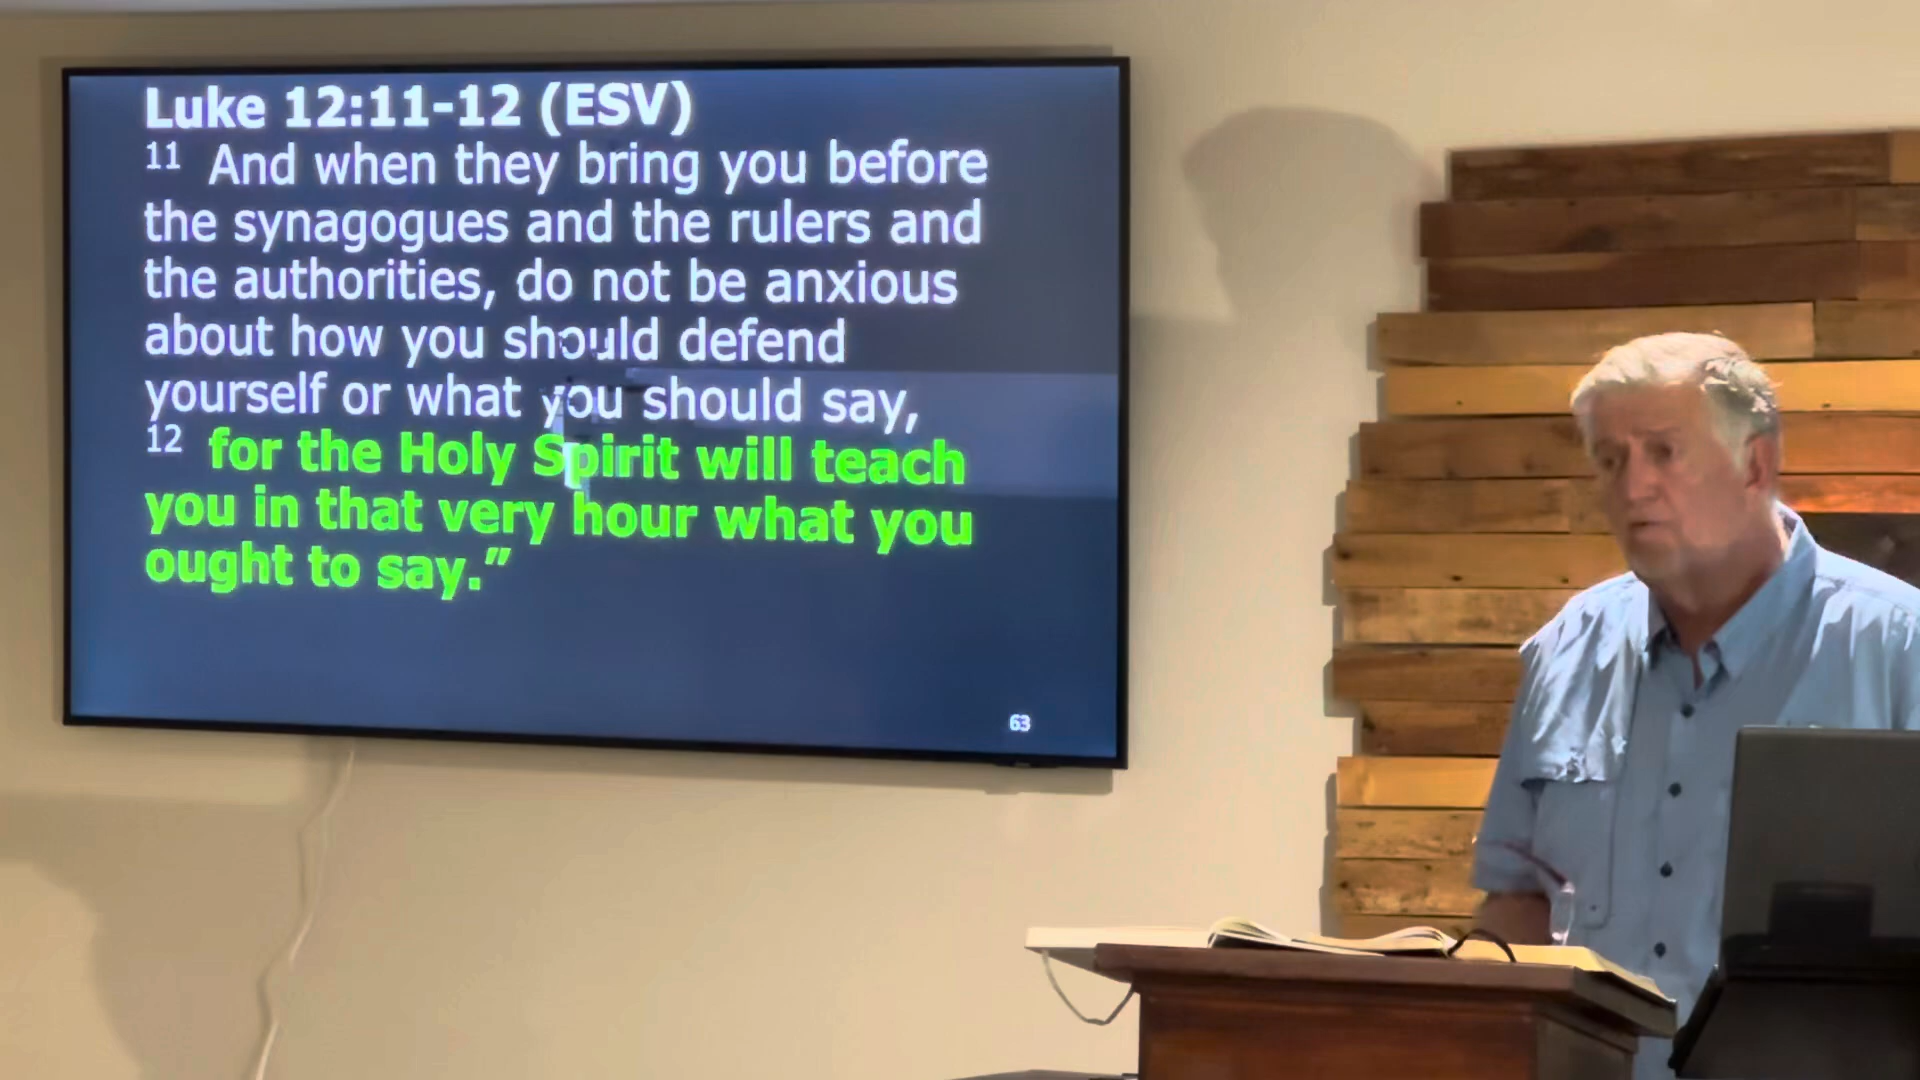 Luke 12:11-12 (ESV)
11 And when they bring you before
the synagogues and the rulers and
the authorities, do not be anxious
about how you should defend
yourself or what you should say,
12 for the Holy Spirit will teach
you in that very hour what you
ought to say.”
63